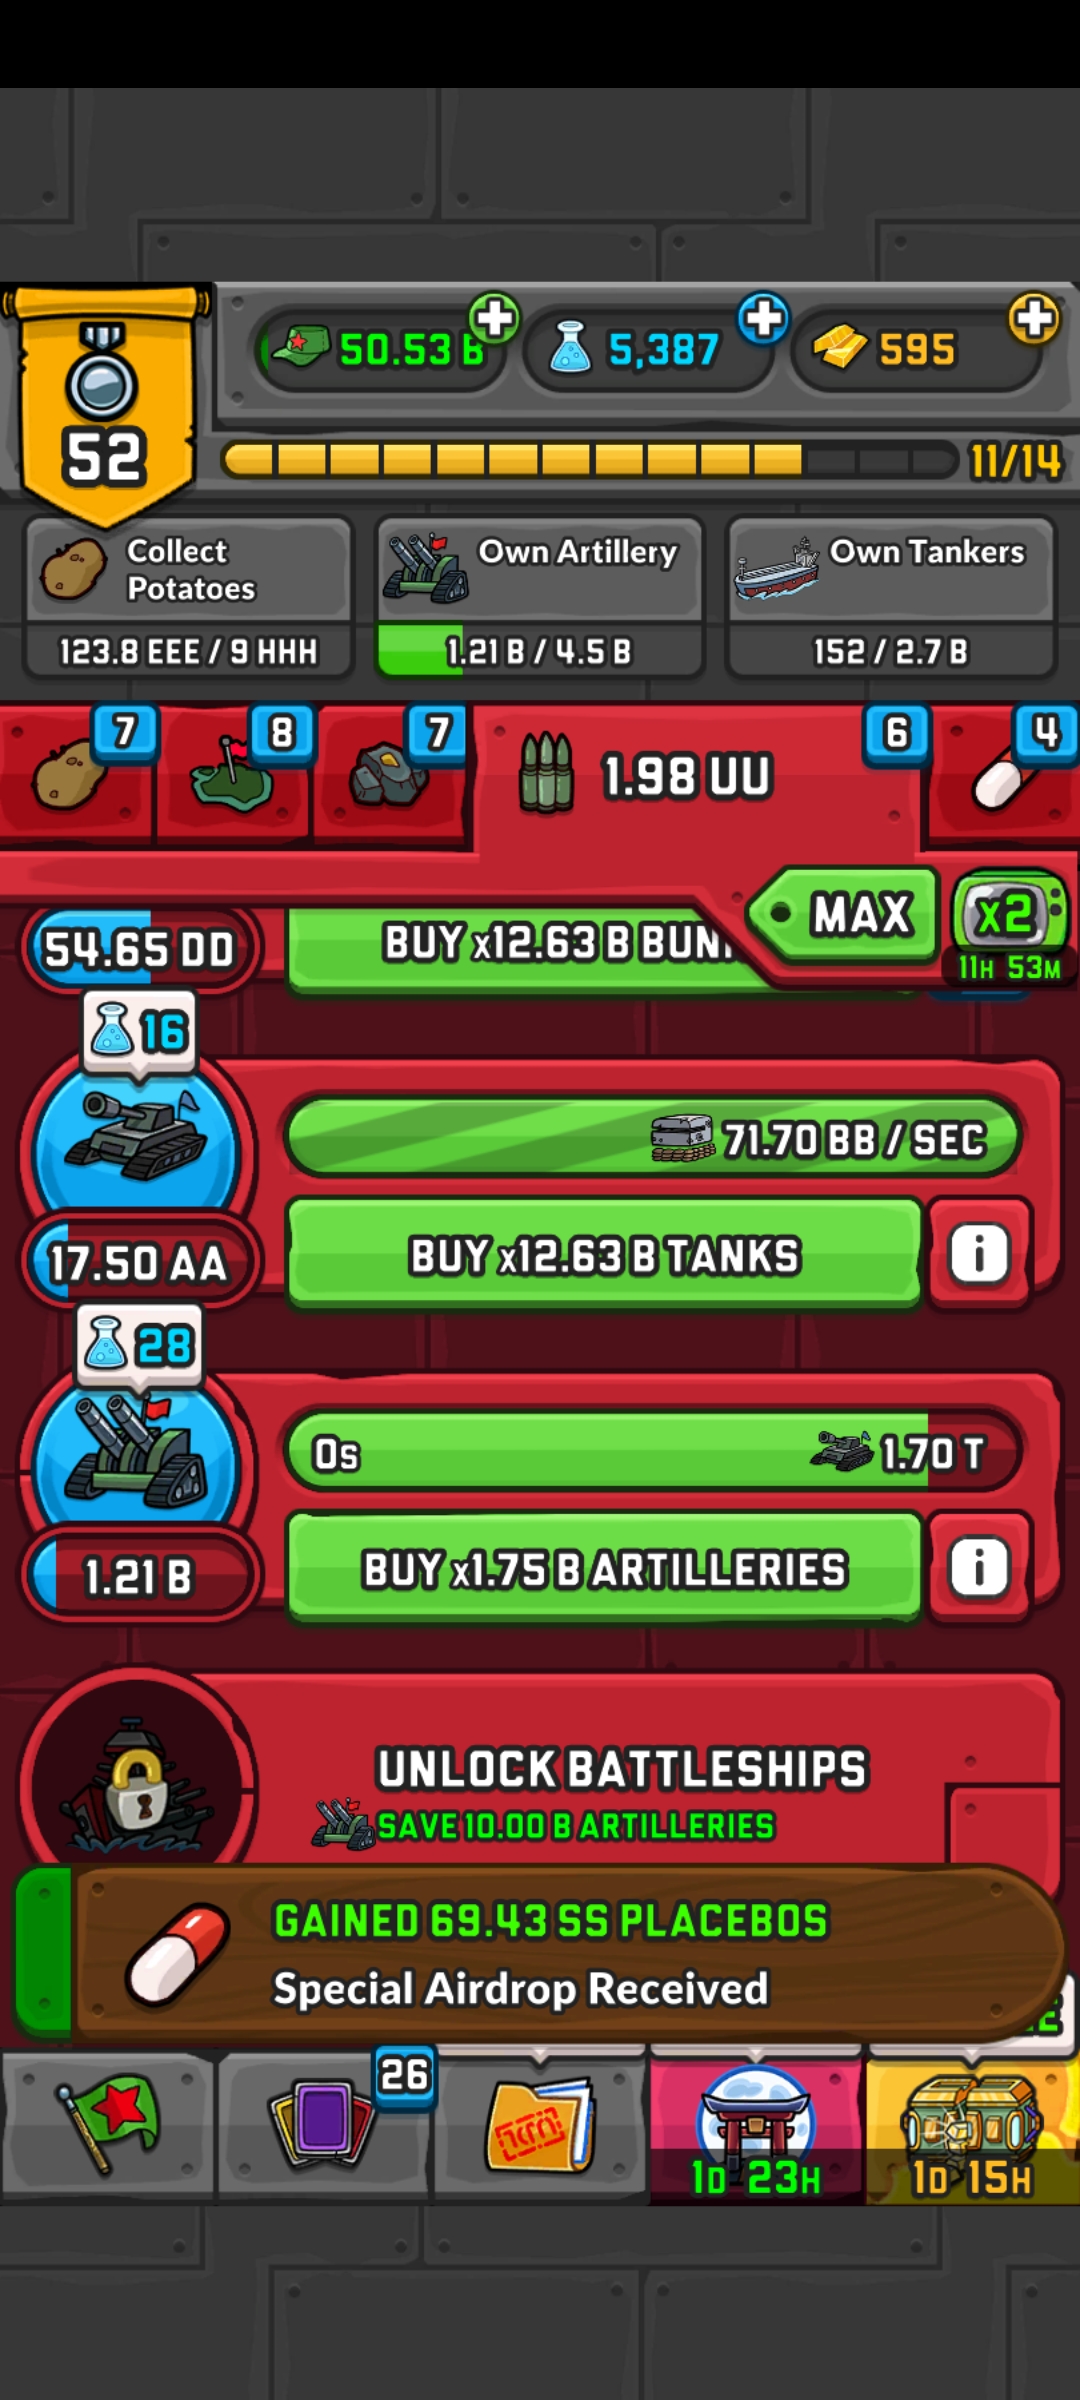 50.53 B
5,387
595
52
11/14
Collect
Potatoes
123.8 EEE / 9 HHH
Own Artillery
1.21 B / 4.5 B
Own Tankers
152 / 2.7 B
7
8
7
1.98 UU
6
4
MAX
x2
11H 53M
54.65 DD
BUY x12.63 B
16
71.70 BB / SEC
17.50 AA
BUY x12.63 B TANKS
i
28
0s
1.70 T
1.21 B
BUY x1.75 B ARTILLERIES
i
UNLOCK BATTLESHIPS
SAVE 10.00 B ARTILLERIES
GAINED 69.43 SS PLACEBOS
Special Airdrop Received
26
1D 23H
1D 15H